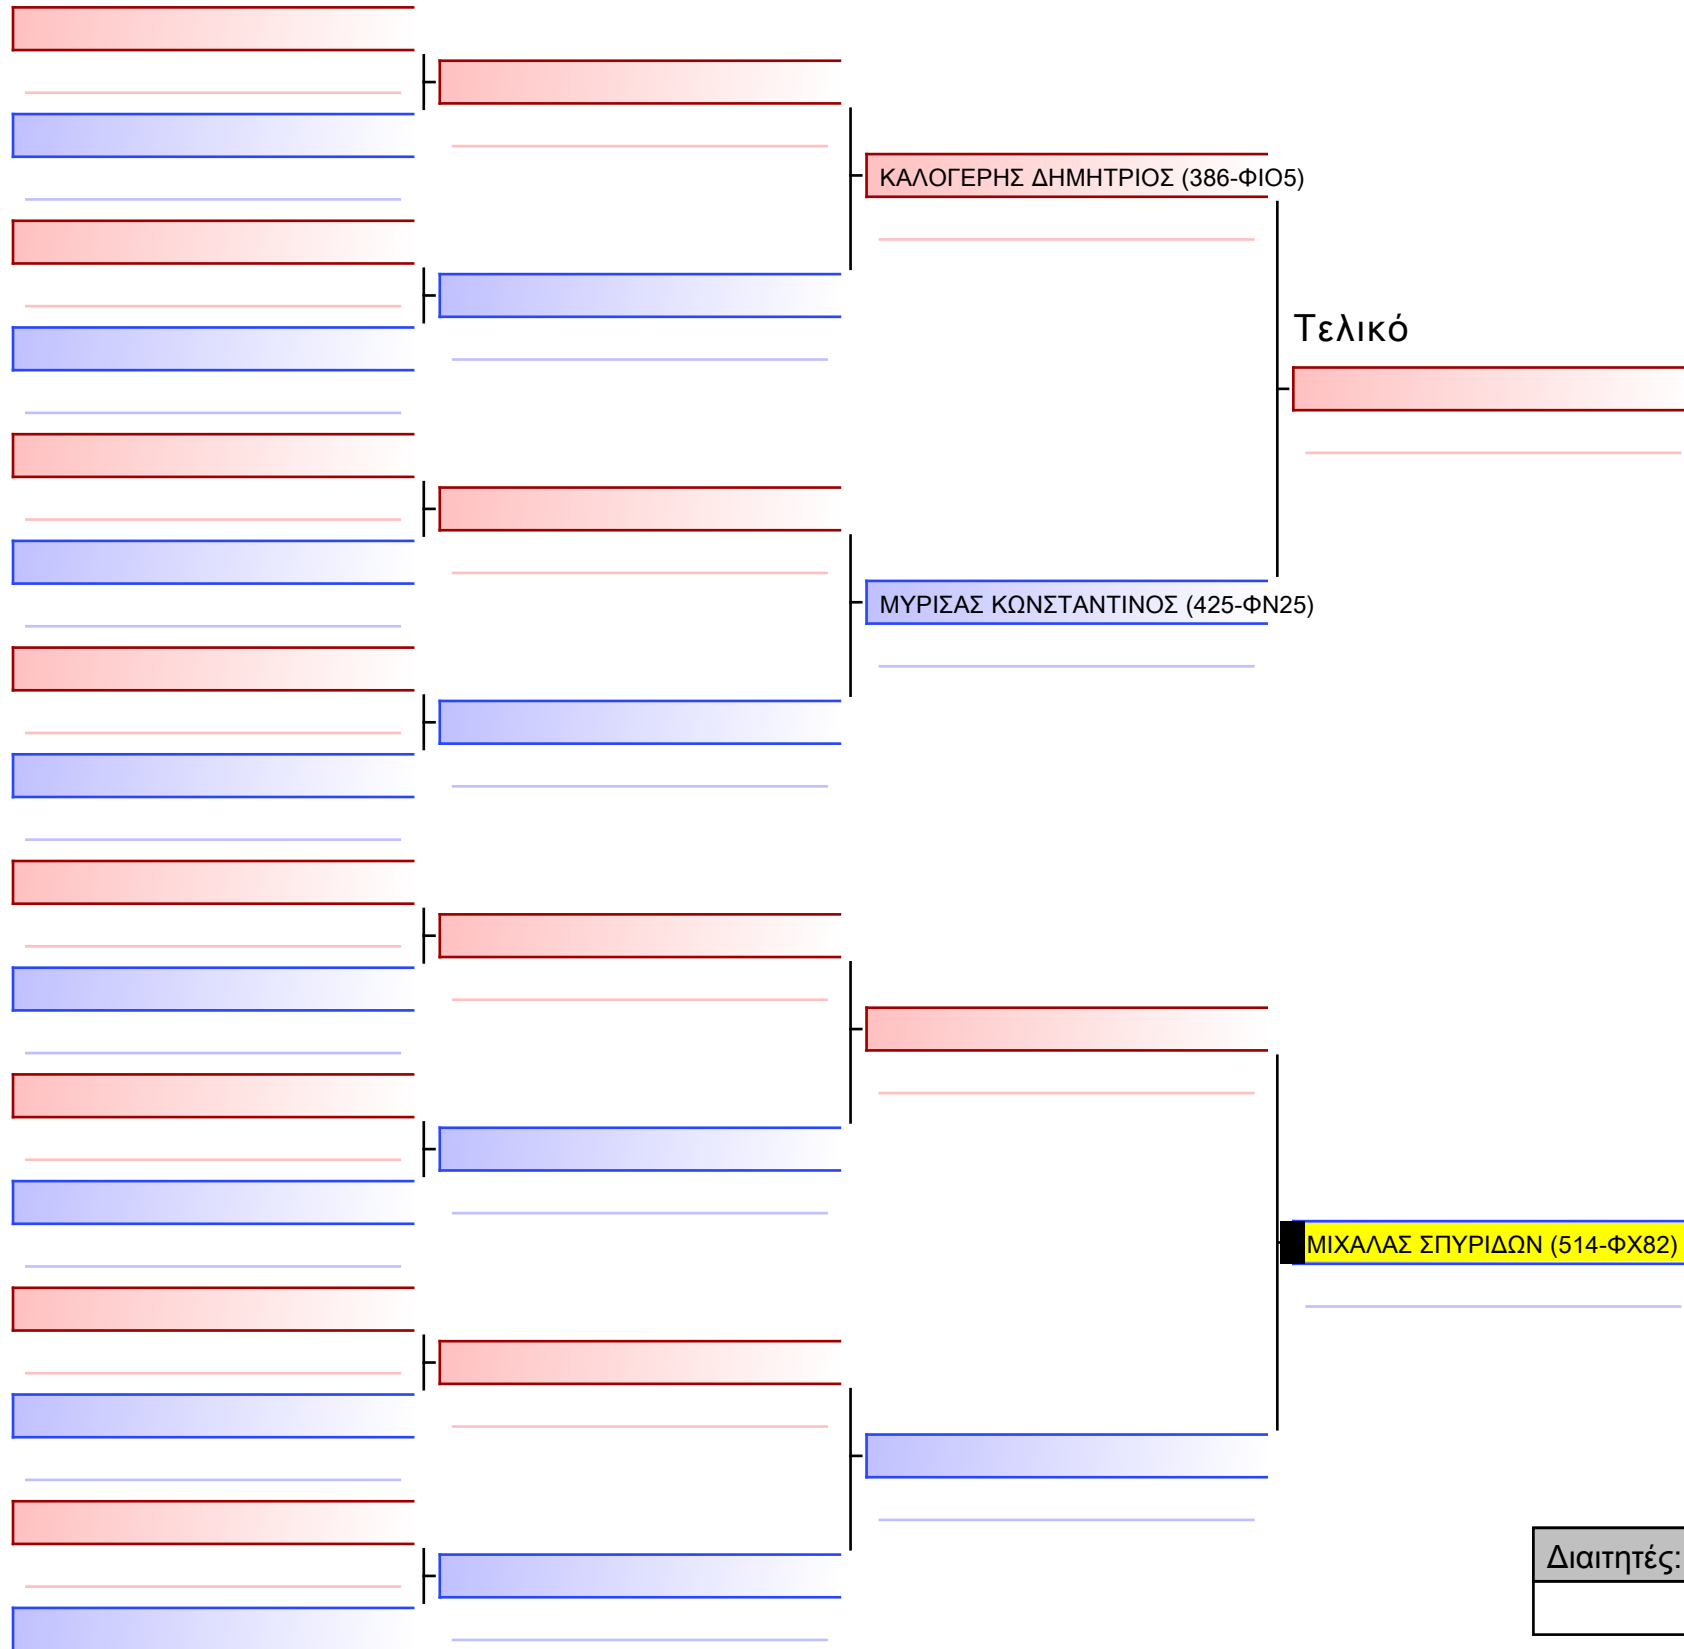 ΚΑΛΟΓΕΡΗΣ ΔΗΜΗΤΡΙΟΣ (386-ΦΙΟ5)
Τελικό
ΜΥΡΙΣΑΣ ΚΩΝΣΤΑΝΤΙΝΟΣ (425-ΦΝ25)
ΜΙΧΑΛΑΣ ΣΠΥΡΙΔΩΝ (514-ΦΧ82)
Διαιτητές: